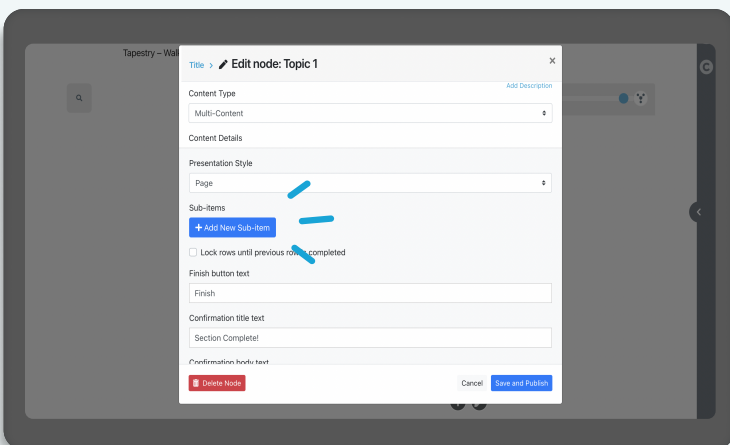 Tapestry – Wal
Title > Edit node: Topic 1
×
Add Description
Content Type
Multi-Content
Content Details
Presentation Style
Page
Sub-items
+ Add New Sub-item
Lock rows until previous row completed
Finish button text
Finish
Confirmation title text
Section Complete!
Confirmation body text
Delete Node
Cancel
Save and Publish